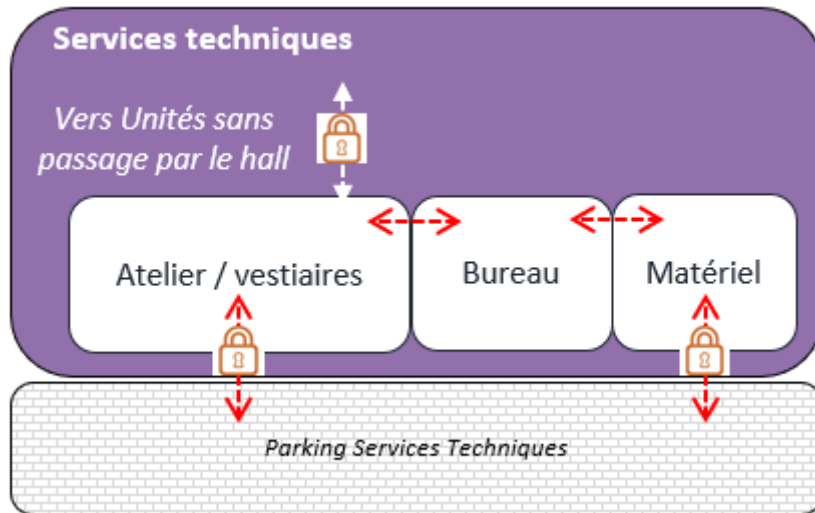 Services techniques
Vers Unités sans
passage par le hall
Atelier / vestiaires
Bureau
Matériel
Parking Services Techniques